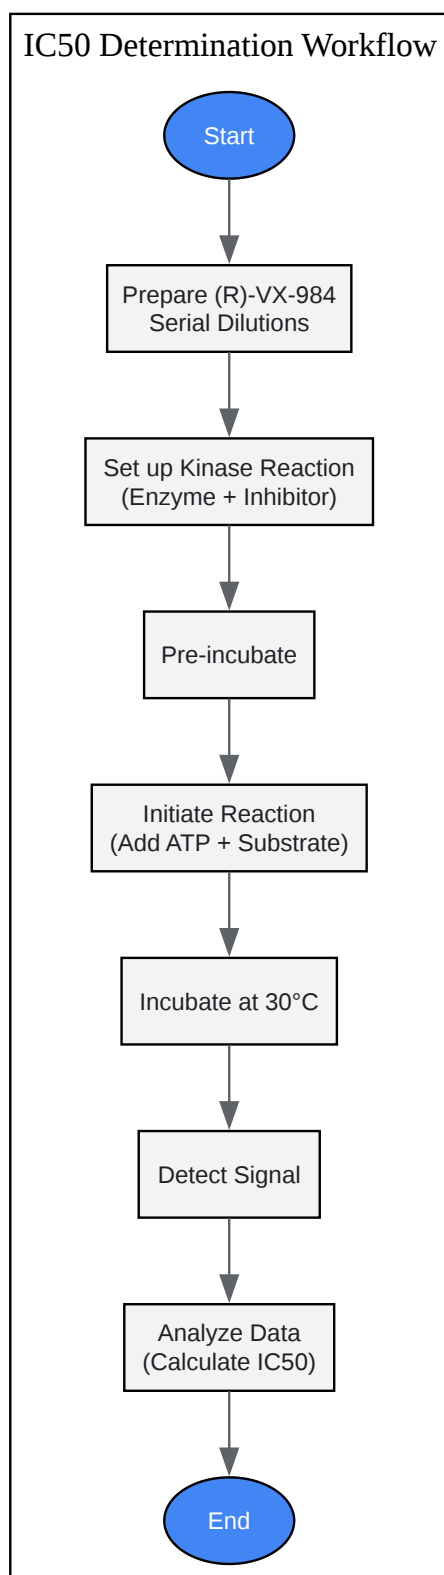 IC50 Determination Workflow
Start
Prepare (R)-VX-984
Serial Dilutions
Set up Kinase Reaction
(Enzyme + Inhibitor)
Pre-incubate
Initiate Reaction
(Add ATP + Substrate)
Incubate at 30°C
Detect Signal
Analyze Data
(Calculate IC50)
End